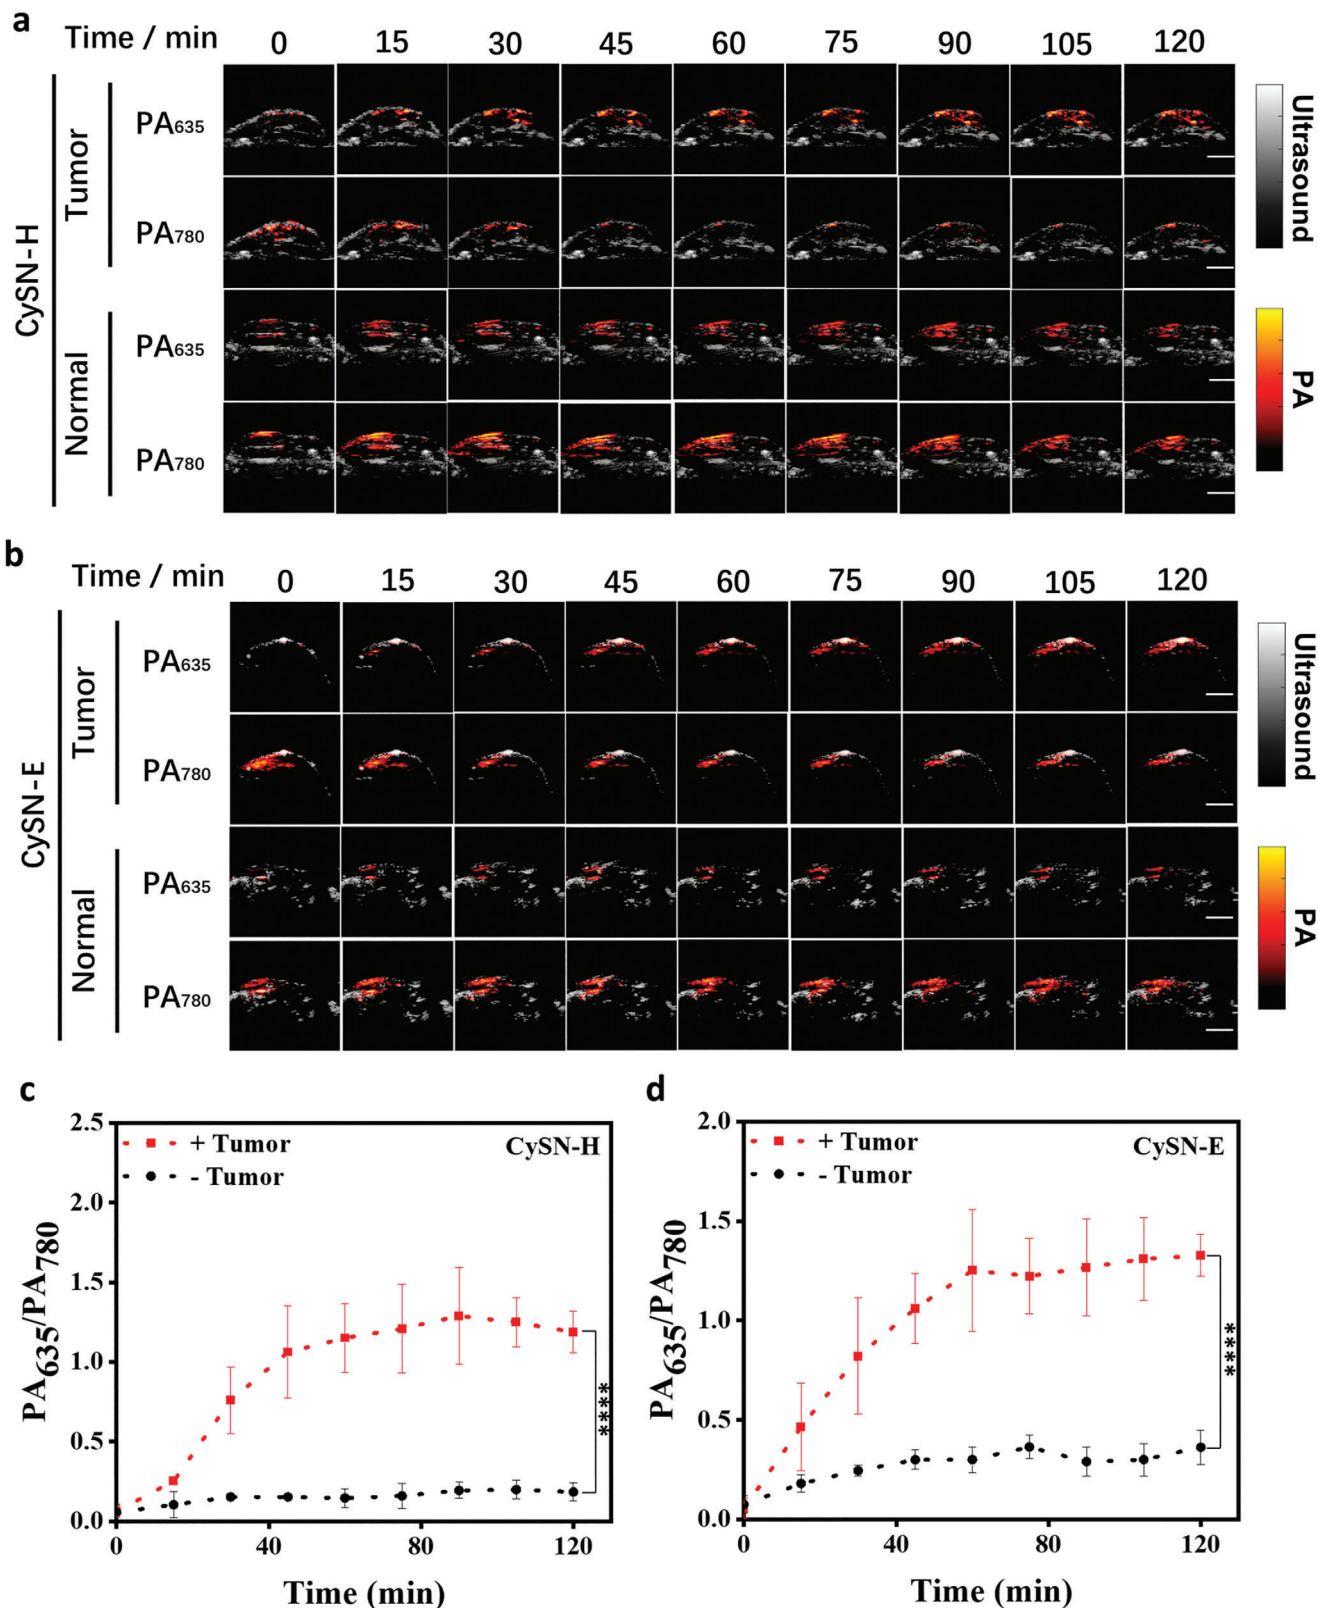 a
Time / min 0 15 30 45 60 75 90 105 120
CySN-H
Tumor
PA635
PA780
Normal
PA635
PA780
Ultrasound
PA
b
Time / min 0 15 30 45 60 75 90 105 120
CySN-E
Tumor
PA635
PA780
Normal
PA635
PA780
Ultrasound
PA
c
2.5
2.0
1.5
1.0
0.5
0.0
PA635/PA780
+ Tumor
- Tumor
CySN-H
****
0 40 80 120
Time (min)
d
2.0
1.5
1.0
0.5
0.0
PA635/PA780
+ Tumor
- Tumor
CySN-E
****
0 40 80 120
Time (min)